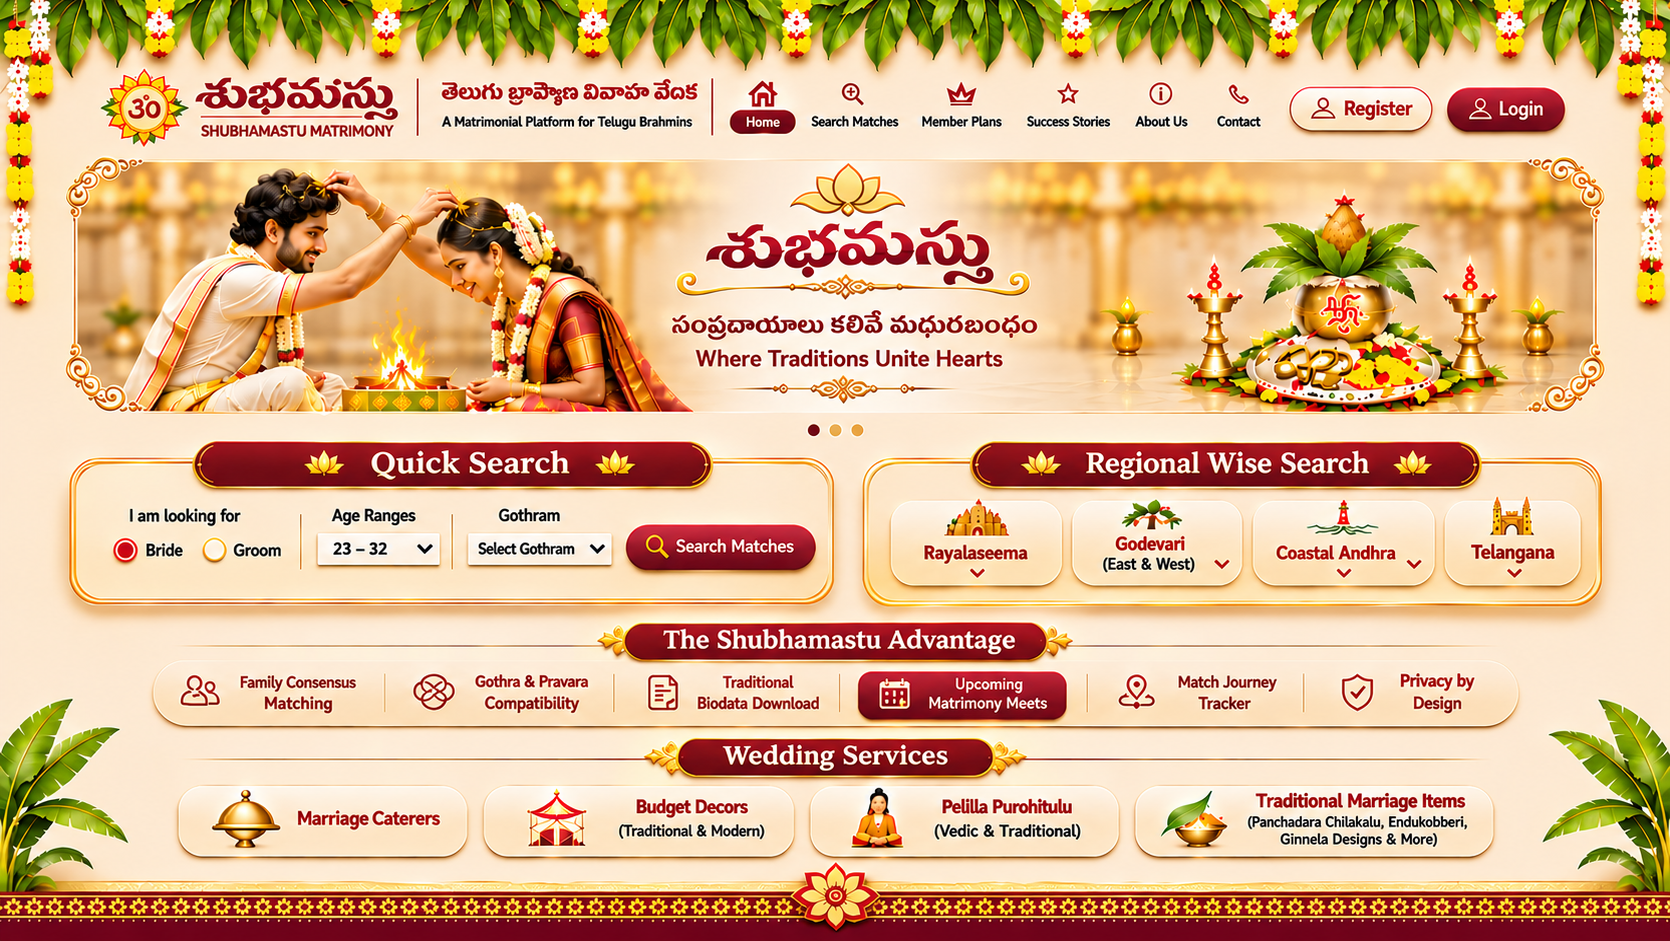 శుభమస్తు
SHUBHAMASTU MATRIMONY
తెలుగు బ్రాహ్మణ వివాహ వేదిక
A Matrimonial Platform for Telugu Brahmins
Home
Search Matches
Member Plans
Success Stories
About Us
Contact
Register
Login
శుభమస్తు
సంప్రదాయాలు కలిపే మధురబంధం
Where Traditions Unite Hearts
Quick Search
I am looking for
Bride
Groom
Age Ranges
23 – 32
Gothram
Select Gothram
Search Matches
Regional Wise Search
Rayalaseema
Godevari
(East & West)
Coastal Andhra
Telangana
The Shubhamastu Advantage
Family Consensus
Matching
Gothra & Pravara
Compatibility
Traditional
Biodata Download
Upcoming
Matrimony Meets
Match Journey
Tracker
Privacy by
Design
Wedding Services
Marriage Caterers
Budget Decors
(Traditional & Modern)
Pelilla Purohitulu
(Vedic & Traditional)
Traditional Marriage Items
(Panchadara Chilakalu, Endukobberi,
Ginnela Designs & More)